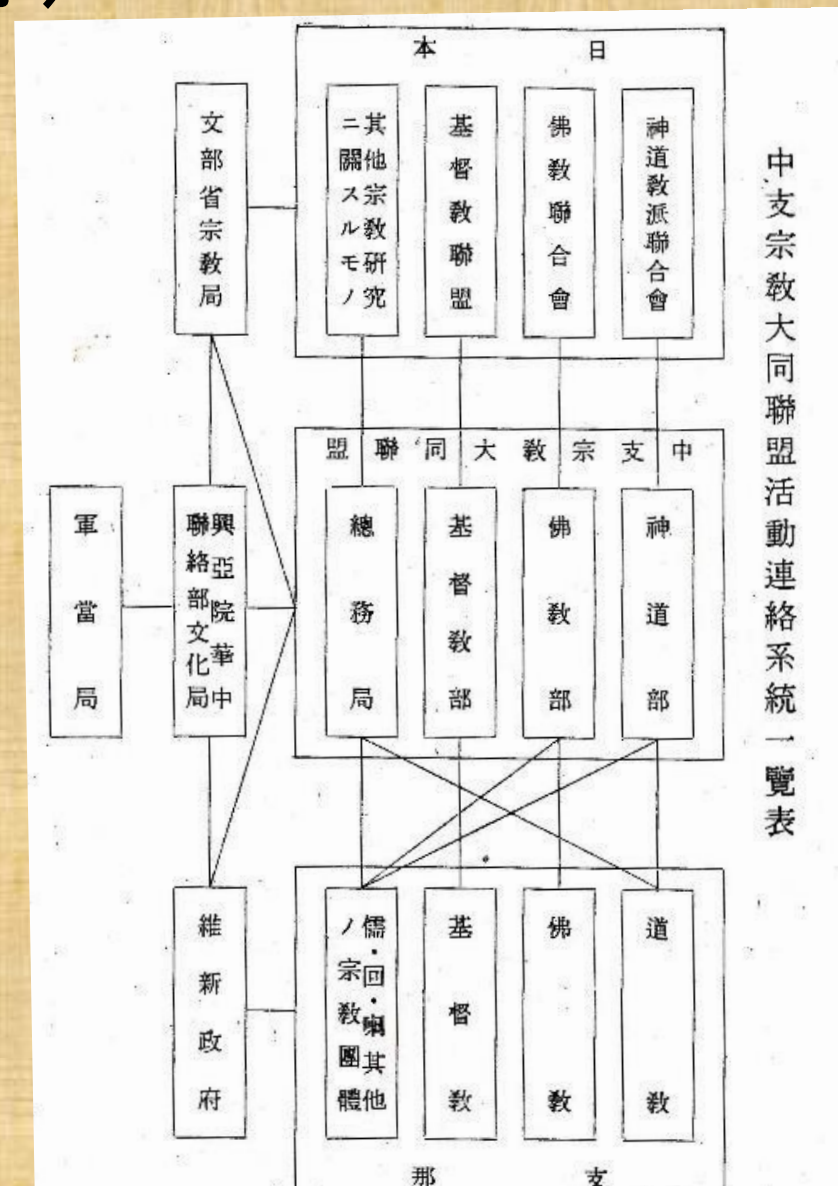 中支宗教大同聯盟活動連絡系統一覽表
日本
神道教派聯合會
佛教聯合會
基督教聯盟
其他宗教研究
ニ關スルモノ
文部省宗教局
中支宗教大同聯盟
神道部
佛教部
基督教部
總務局
興亞院華中
聯絡部文化局
軍當局
道教
佛教
基督教
儒・回・喇其他
ノ宗教團體
維新政府
支那